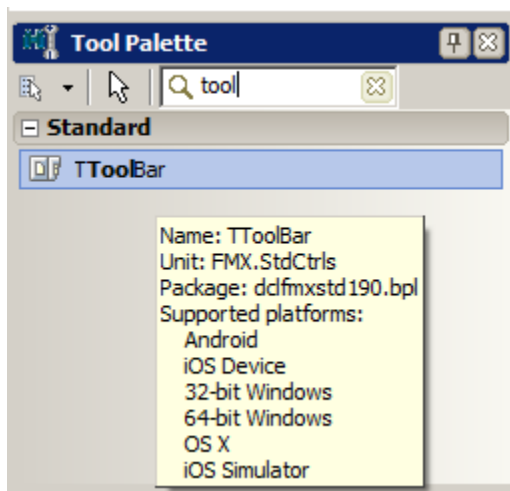 Tool Palette
tool
Standard
TToolBar
Name: TToolBar
Unit: FMX.StdCtrls
Package: dclfmxstd190.bpl
Supported platforms:
Android
iOS Device
32-bit Windows
64-bit Windows
OS X
iOS Simulator